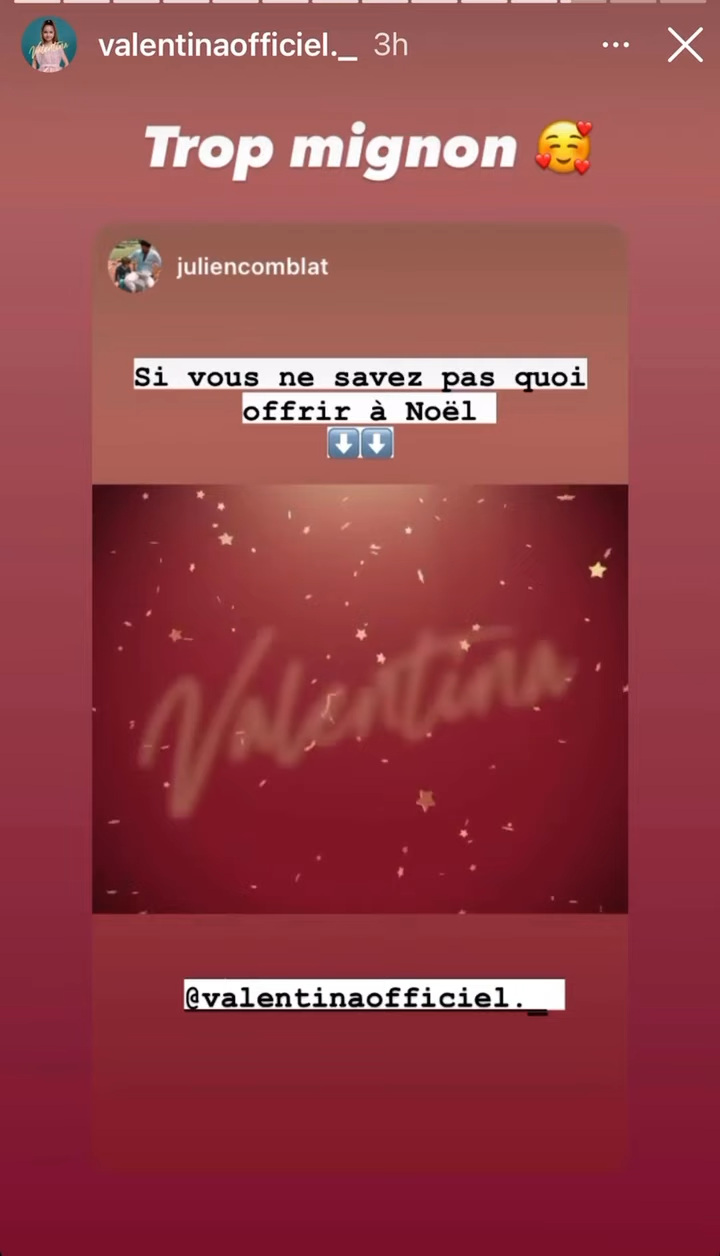 valentinaofficiel._ 3h
Trop mignon 🥰
juliencomblat
Si vous ne savez pas quoi
offrir à Noël
⬇️⬇️
Valentina
@valentinaofficiel._